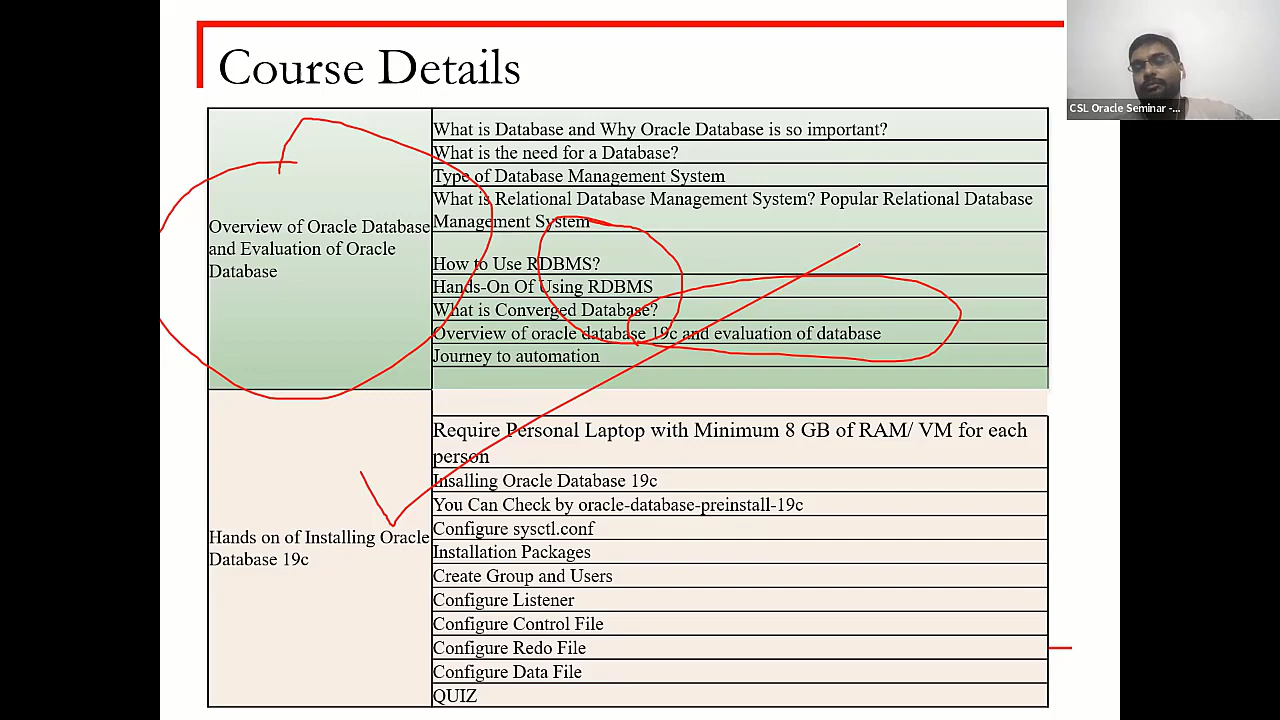 Course Details
CSL Oracle Seminar -...
Overview of Oracle Database
and Evaluation of Oracle
Database
What is Database and Why Oracle Database is so important?
What is the need for a Database?
Type of Database Management System
What is Relational Database Management System? Popular Relational Database
Management System
How to Use RDBMS?
Hands-On Of Using RDBMS
What is Converged Database?
Overview of oracle database 19c and evaluation of database
Journey to automation
Hands on of Installing Oracle
Database 19c
Require Personal Laptop with Minimum 8 GB of RAM/ VM for each
person
Insalling Oracle Database 19c
You Can Check by oracle-database-preinstall-19c
Configure sysctl.conf
Installation Packages
Create Group and Users
Configure Listener
Configure Control File
Configure Redo File
Configure Data File
QUIZ